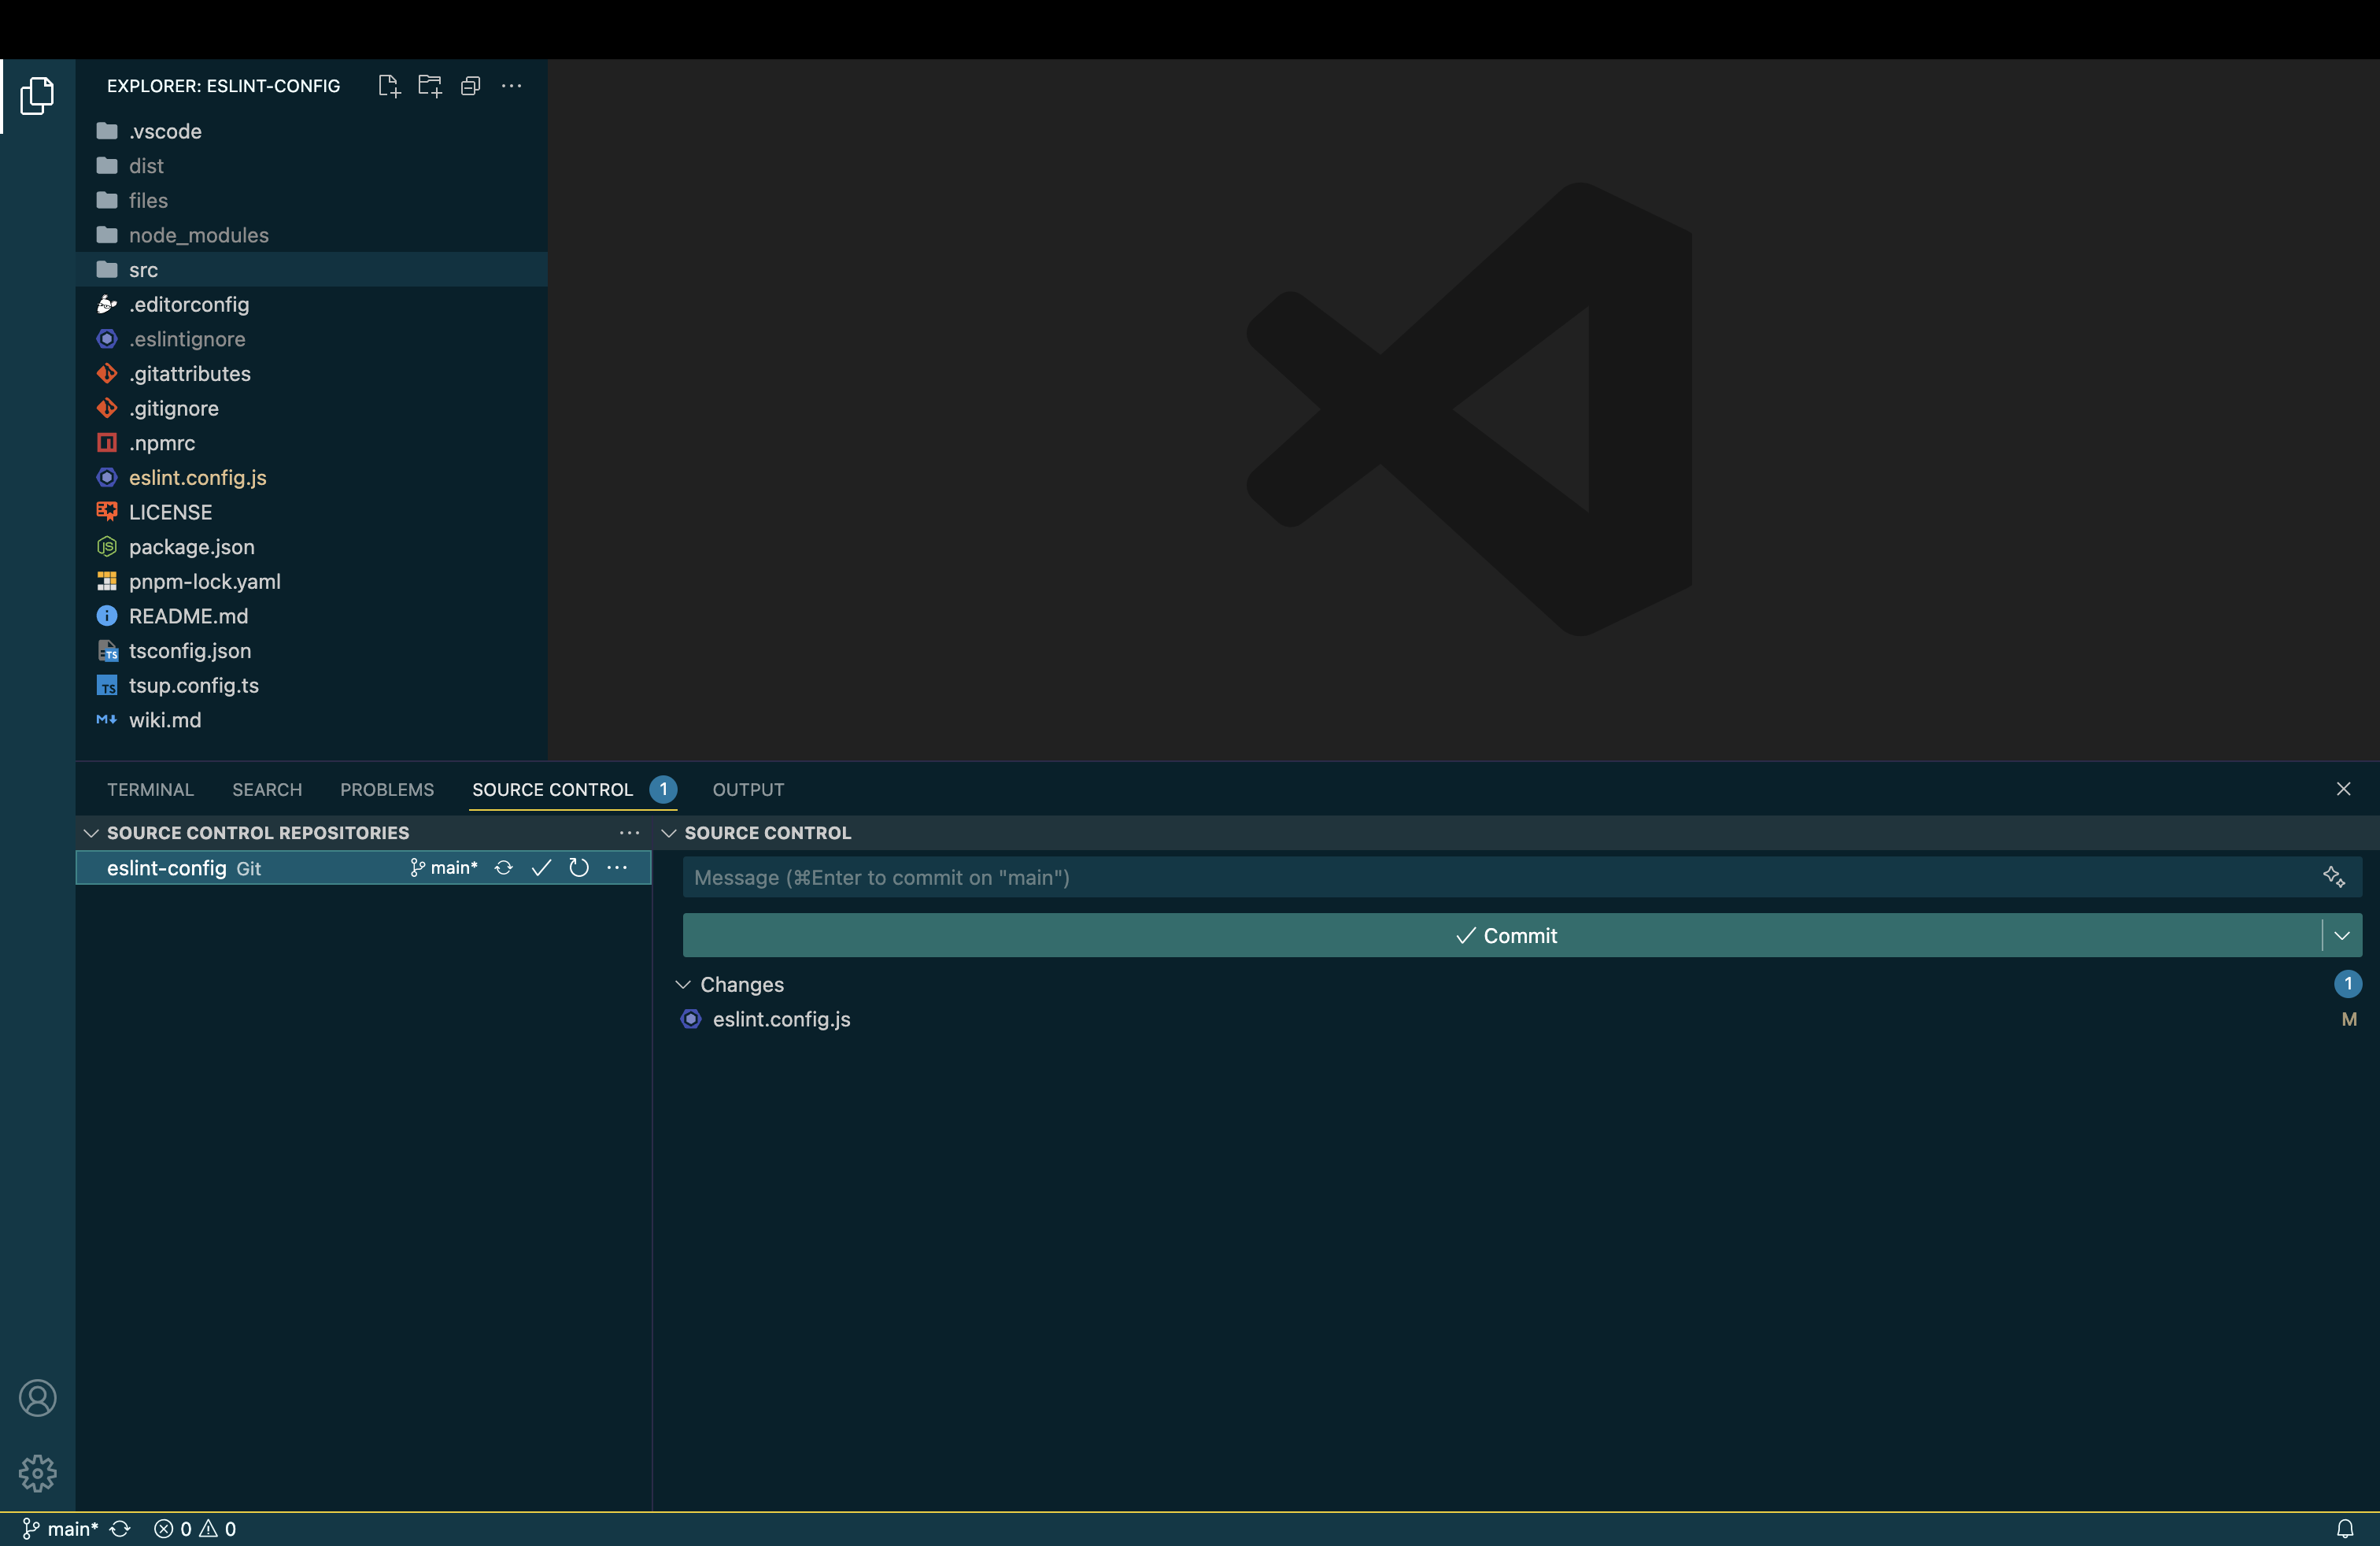 EXPLORER: ESLINT-CONFIG
.vscode
dist
files
node_modules
src
.editorconfig
.eslintignore
.gitattributes
.gitignore
.npmrc
eslint.config.js
LICENSE
package.json
pnpm-lock.yaml
README.md
tsconfig.json
tsup.config.ts
wiki.md
TERMINAL SEARCH PROBLEMS SOURCE CONTROL 1 OUTPUT
SOURCE CONTROL REPOSITORIES
eslint-config Git main*
SOURCE CONTROL
Message (⌘Enter to commit on "main")
Commit
Changes 1
eslint.config.js M
main* 0 0